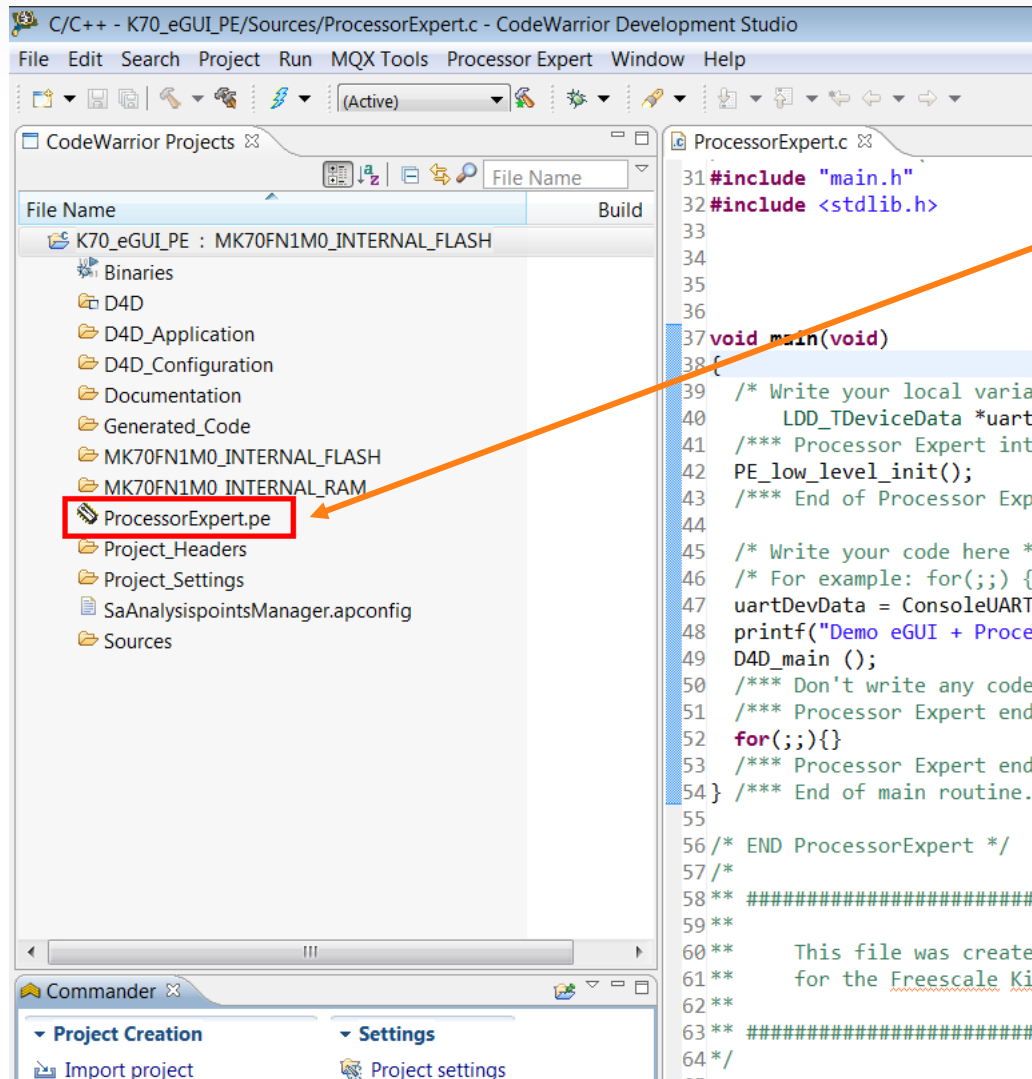 C/C++ - K70_eGUI_PE/Sources/ProcessorExpert.c - CodeWarrior Development Studio
File Edit Search Project Run MQX Tools Processor Expert Window Help
(Active)
CodeWarrior Projects
File Name
File Name Build
K70_eGUI_PE : MK70FN1M0_INTERNAL_FLASH
Binaries
D4D
D4D_Application
D4D_Configuration
Documentation
Generated_Code
MK70FN1M0_INTERNAL_FLASH
MK70FN1M0_INTERNAL_RAM
ProcessorExpert.pe
Project_Headers
Project_Settings
SaAnalysispointsManager.apconfig
Sources
Commander
Project Creation
Import project
Settings
Project settings
ProcessorExpert.c
31 #include "main.h"
32 #include <stdlib.h>
33
34
35
36
37 void main(void)
38 {
39 /* Write your local varia
40 LDD_TDeviceData *uart
41 /*** Processor Expert int
42 PE_low_level_init();
43 /*** End of Processor Exp
44
45 /* Write your code here *
46 /* For example: for(;;) {
47 uartDevData = ConsoleUART
48 printf("Demo eGUI + Proce
49 D4D_main ();
50 /*** Don't write any code
51 /*** Processor Expert end
52 for(;;){}
53 /*** Processor Expert end
54 } /*** End of main routine.
55
56 /* END ProcessorExpert */
57 /*
58 ** ########################
59 **
60 ** This file was create
61 ** for the Freescale Ki
62 **
63 ** ########################
64 */